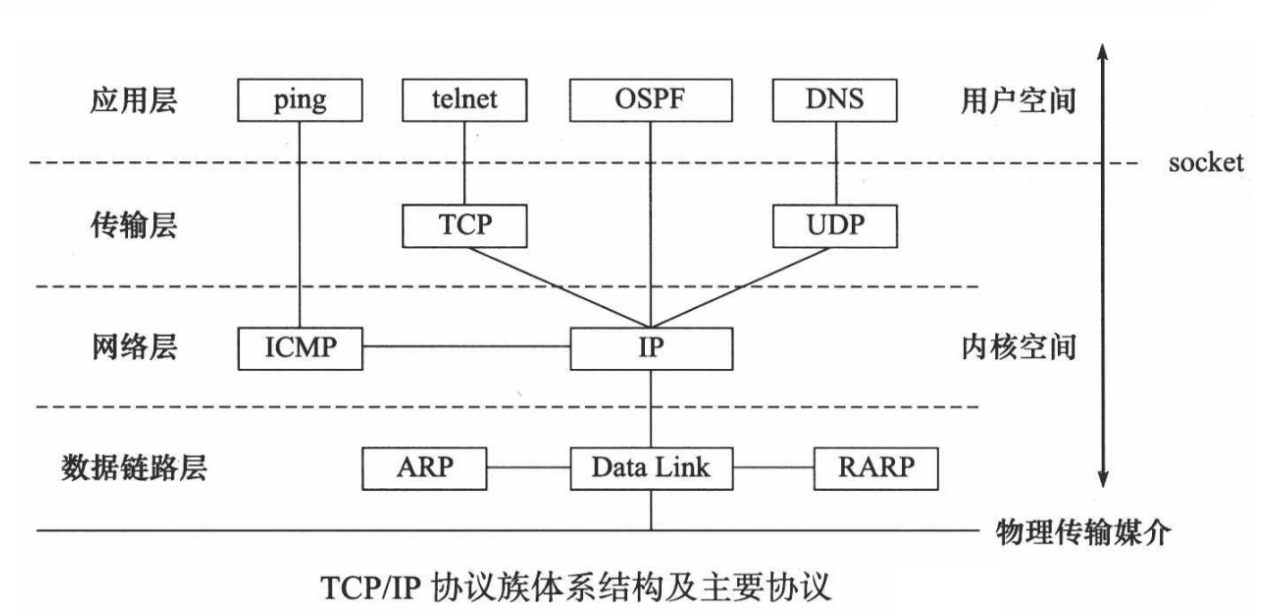 应用层 ping telnet OSPF DNS 用户空间
socket
传输层 TCP UDP
网络层 ICMP IP 内核空间
数据链路层 ARP Data Link RARP
物理传输媒介
TCP/IP 协议族体系结构及主要协议